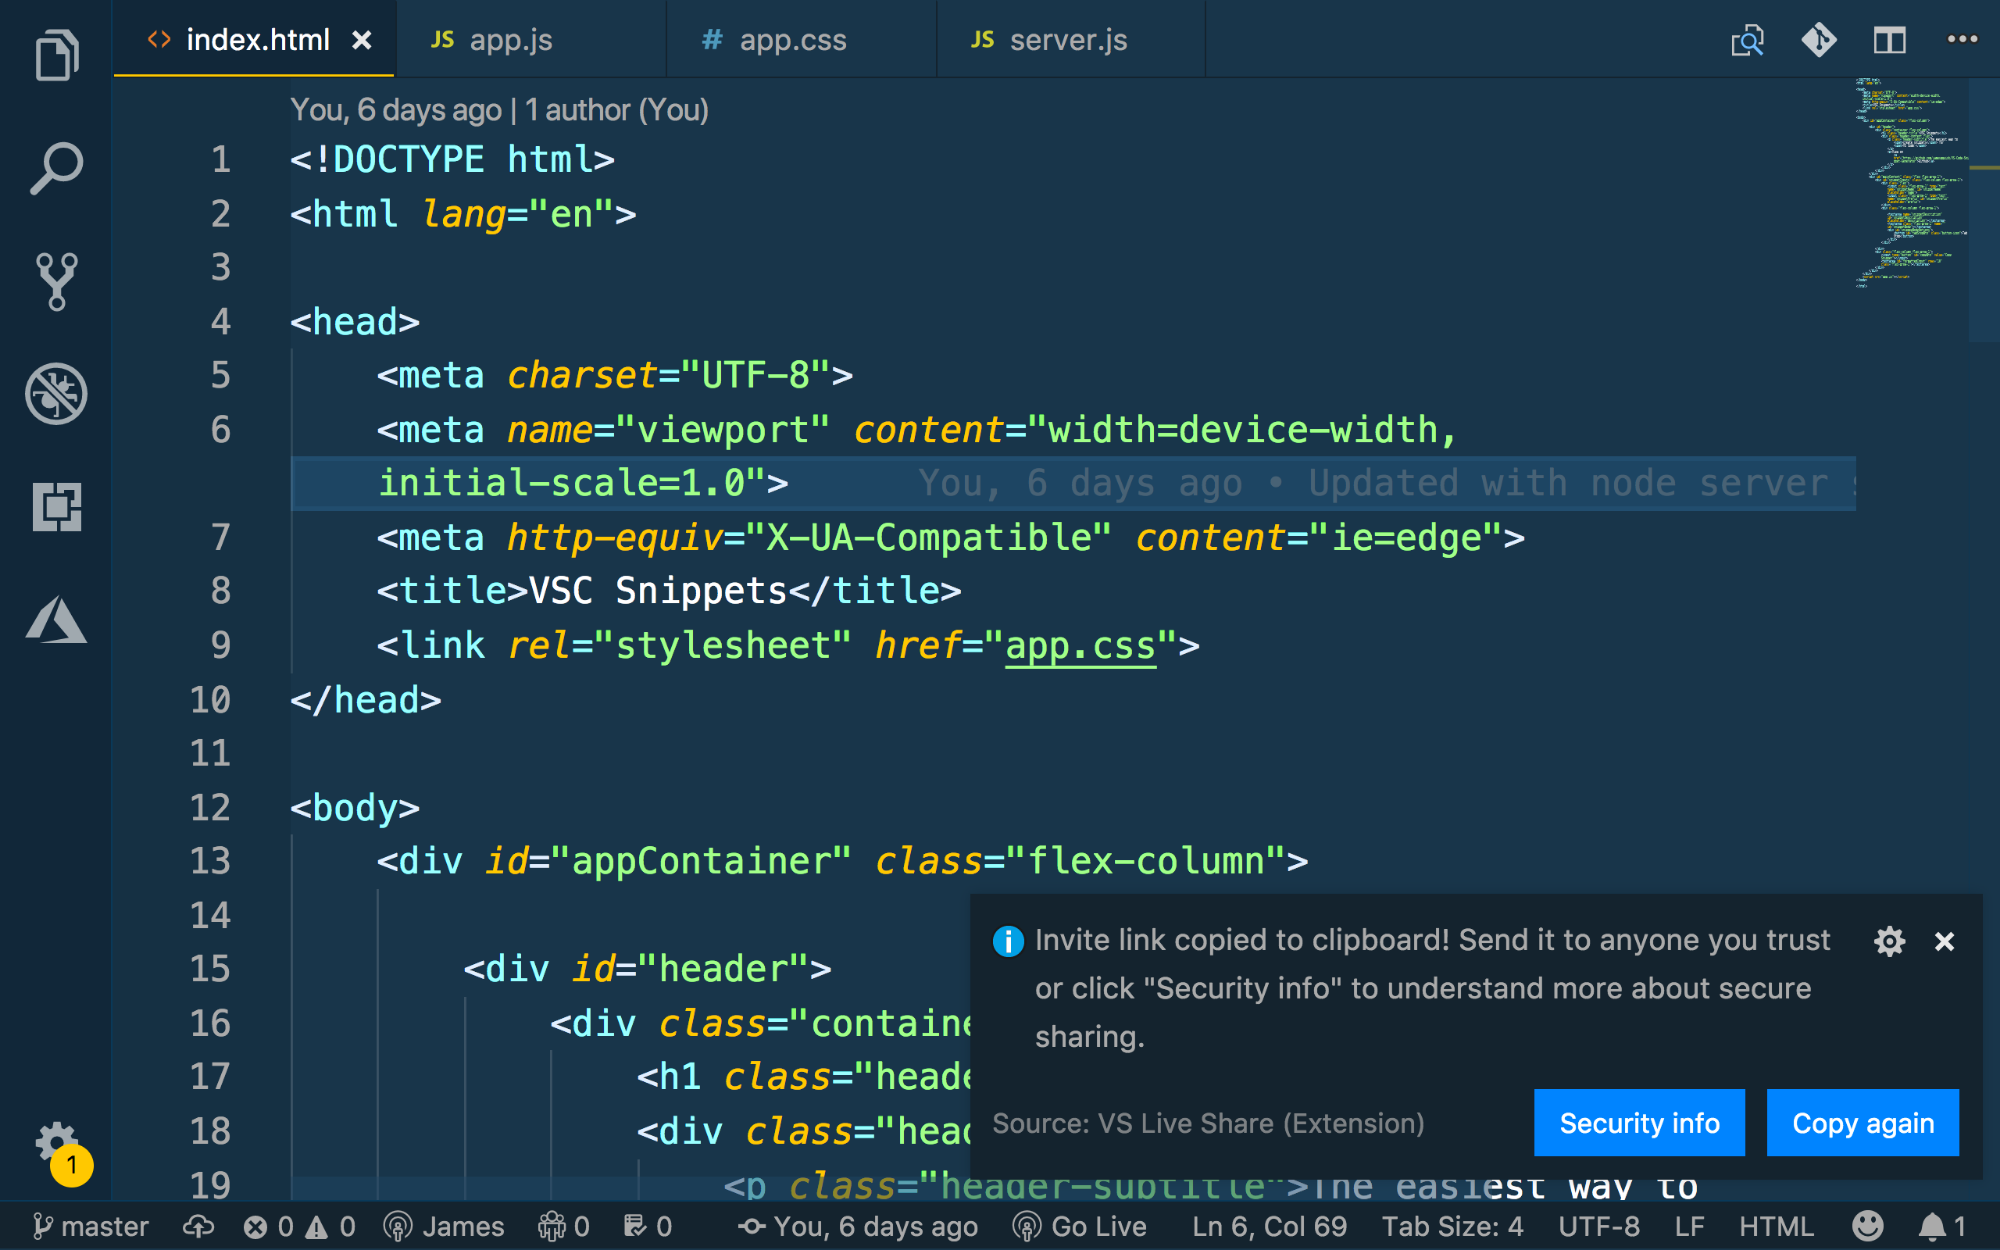 <> index.html ×
JS app.js
# app.css
JS server.js
You, 6 days ago | 1 author (You)
1 <!DOCTYPE html>
2 <html lang="en">
3
4 <head>
5 <meta charset="UTF-8">
6 <meta name="viewport" content="width=device-width,
initial-scale=1.0"> You, 6 days ago • Updated with node server
7 <meta http-equiv="X-UA-Compatible" content="ie=edge">
8 <title>VSC Snippets</title>
9 <link rel="stylesheet" href="app.css">
10 </head>
11
12 <body>
13 <div id="appContainer" class="flex-column">
14
15 <div id="header">
16 <div class="containe
17 <h1 class="heade
18 <div class="head
19 <p class="header-subtitle">The easiest way to
Invite link copied to clipboard! Send it to anyone you trust
or click "Security info" to understand more about secure
sharing.
Source: VS Live Share (Extension)
Security info
Copy again
1
master 0 0 James 0 0 You, 6 days ago Go Live Ln 6, Col 69 Tab Size: 4 UTF-8 LF HTML 1